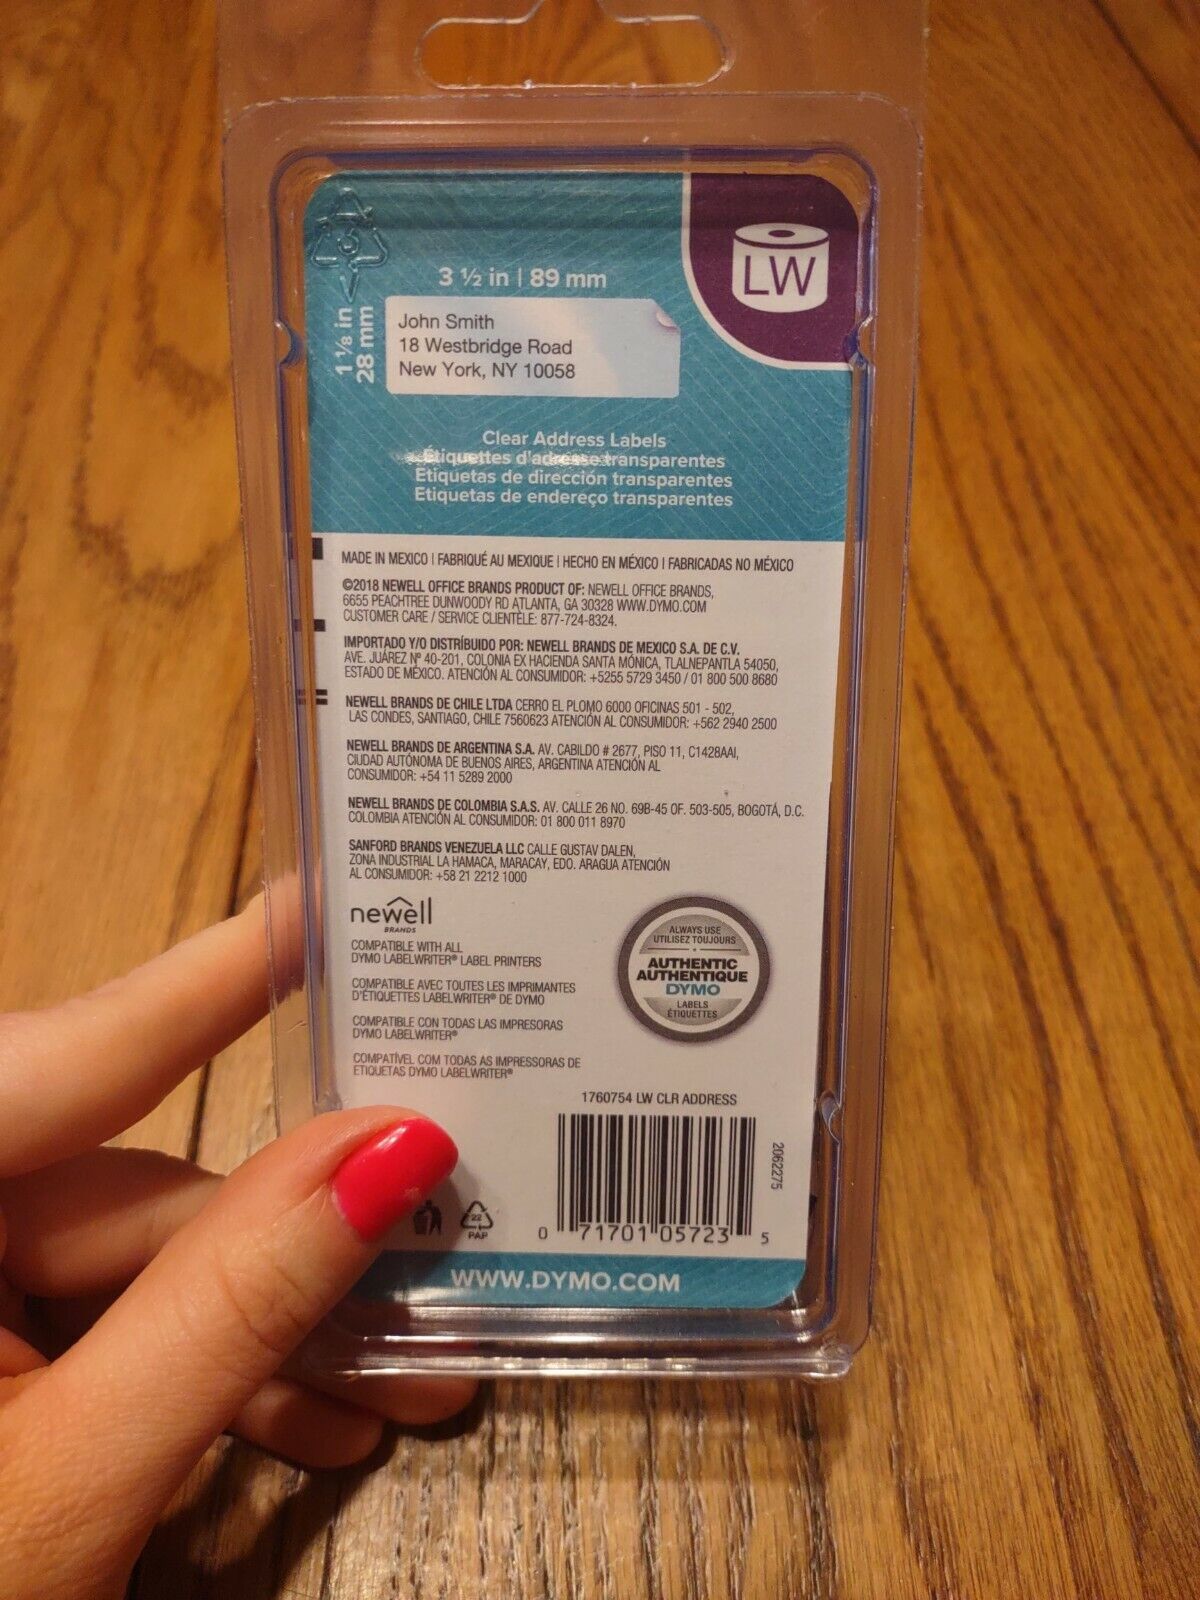 LW
3 ½ in | 89 mm
1 ⅛ in
28 mm
John Smith
18 Westbridge Road
New York, NY 10058
Clear Address Labels
Étiquettes d'adresse transparentes
Etiquetas de dirección transparentes
Etiquetas de endereço transparentes
MADE IN MEXICO I FABRIQUÉ AU MEXIQUE I HECHO EN MÉXICO I FABRICADAS NO MÉXICO
©2018 NEWELL OFFICE BRANDS PRODUCT OF: NEWELL OFFICE BRANDS,
6655 PEACHTREE DUNWOODY RD ATLANTA, GA 30328 WWW.DYMO.COM
CUSTOMER CARE / SERVICE CLIENTÈLE: 877-724-8324.
IMPORTADO Y/O DISTRÍBUIDO POR: NEWELL BRANDS DE MEXICO S.A. DE C.V.
AVE. JUÁREZ Nº 40-201, COLONIA EX HACIENDA SANTA MÓNICA, TLALNEPANTLA 54050,
ESTADO DE MÉXICO. ATENCIÓN AL CONSUMIDOR: +5255 5729 3450 / 01 800 500 8680
NEWELL BRANDS DE CHILE LTDA CERRO EL PLOMO 6000 OFICINAS 501 - 502,
LAS CONDES, SANTIAGO, CHILE 7560623 ATENCIÓN AL CONSUMIDOR: +562 2940 2500
NEWELL BRANDS DE ARGENTINA S.A. AV. CABILDO # 2677, PISO 11, C1428AAI,
CIUDAD AUTÓNOMA DE BUENOS AIRES, ARGENTINA ATENCIÓN AL
CONSUMIDOR: +54 11 5289 2000
NEWELL BRANDS DE COLOMBIA S.A.S. AV. CALLE 26 NO. 69B-45 OF. 503-505, BOGOTÁ, D.C.
COLOMBIA ATENCIÓN AL CONSUMIDOR: 01 800 011 8970
SANFORD BRANDS VENEZUELA LLC CALLE GUSTAV DALEN,
ZONA INDUSTRIAL LA HAMACA, MARACAY, EDO. ARAGUA ATENCIÓN
AL CONSUMIDOR: +58 21 2212 1000
newell
BRANDS
COMPATIBLE WITH ALL
DYMO LABELWRITER® LABEL PRINTERS
COMPATIBLE AVEC TOUTES LES IMPRIMANTES
D'ÉTIQUETTES LABELWRITER® DE DYMO
COMPATIBLE CON TODAS LAS IMPRESORAS
DYMO LABELWRITER®
COMPATÍVEL COM TODAS AS IMPRESSORAS DE
ETIQUETAS DYMO LABELWRITER®
ALWAYS USE
UTILISEZ TOUJOURS
AUTHENTIC
AUTHENTIQUE
DYMO
LABELS
ÉTIQUETTES
1760754 LW CLR ADDRESS
2062275
0 71701 05723 5
22
PAP
WWW.DYMO.COM